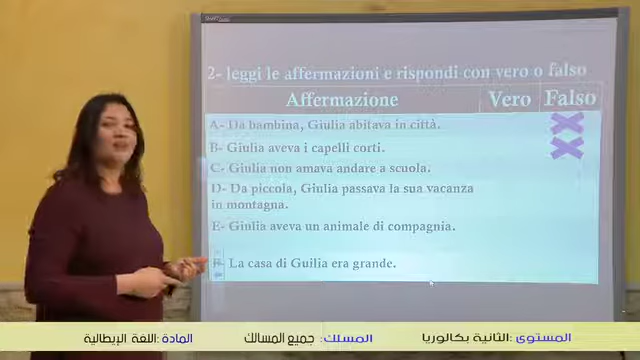 2- leggi le affermazioni e rispondi con vero o falso
Affermazione Vero Falso
A- Da bambina, Giulia abitava in città.
B- Giulia aveva i capelli corti.
C- Giulia non amava andare a scuola.
D- Da piccola, Giulia passava la sua vacanza
in montagna.
E- Giulia aveva un animale di compagnia.
F- La casa di Guilia era grande.
المستوى :الثانية بكالوريا المسلك: جميع المسالك المادة :اللغة الإيطالية